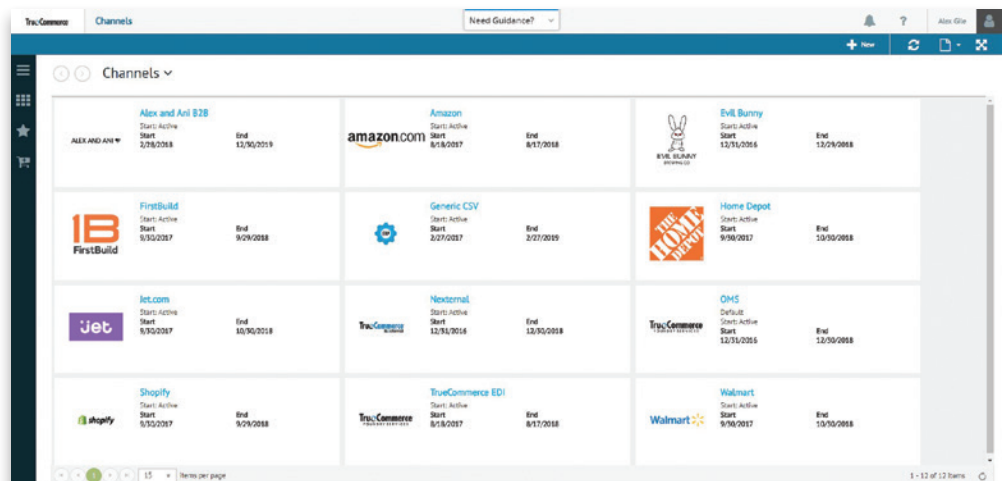 TrueCommerce Channels Need Guidance? ? Alex Gile
New
Channels
Alex and Ani B2B
Start: Active
ALEX AND ANI
Start End
2/28/2018 12/30/2019
Amazon
Start: Active
amazon.com
Start End
8/18/2017 8/17/2018
Evil Bunny
Start: Active
EVIL BUNNY
BREWING CO
Start End
12/31/2016 12/29/2018
FirstBuild
Start: Active
1B
FirstBuild
Start End
9/30/2017 9/29/2018
Generic CSV
Start: Active
Start End
2/27/2017 2/27/2019
Home Depot
Start: Active
THE
HOME
DEPOT
Start End
9/30/2017 10/30/2018
Jet.com
Start: Active
Jet
Start End
9/30/2017 10/30/2018
Nexternal
Start: Active
TrueCommerce
Start End
12/31/2016 12/30/2018
OMS
Default
Start: Active
TrueCommerce
FOUNDRY SERVICES
Start End
12/31/2016 12/30/2018
Shopify
Start: Active
shopify
Start End
9/30/2017 9/29/2018
TrueCommerce EDI
Start: Active
TrueCommerce
FOUNDRY SERVICES
Start End
8/18/2017 8/17/2018
Walmart
Start: Active
Walmart
Start End
9/30/2017 10/30/2018
1 15 Items per page 1 - 12 of 12 Items